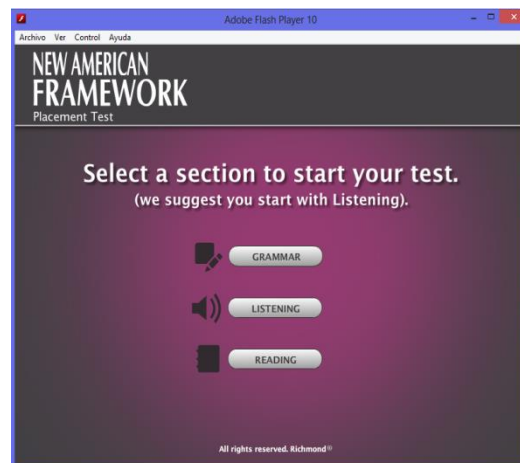 Adobe Flash Player 10
Archivo Ver Control Ayuda
NEW AMERICAN
FRAMEWORK
Placement Test
Select a section to start your test.
(we suggest you start with Listening).
GRAMMAR
LISTENING
READING
All rights reserved. Richmond®